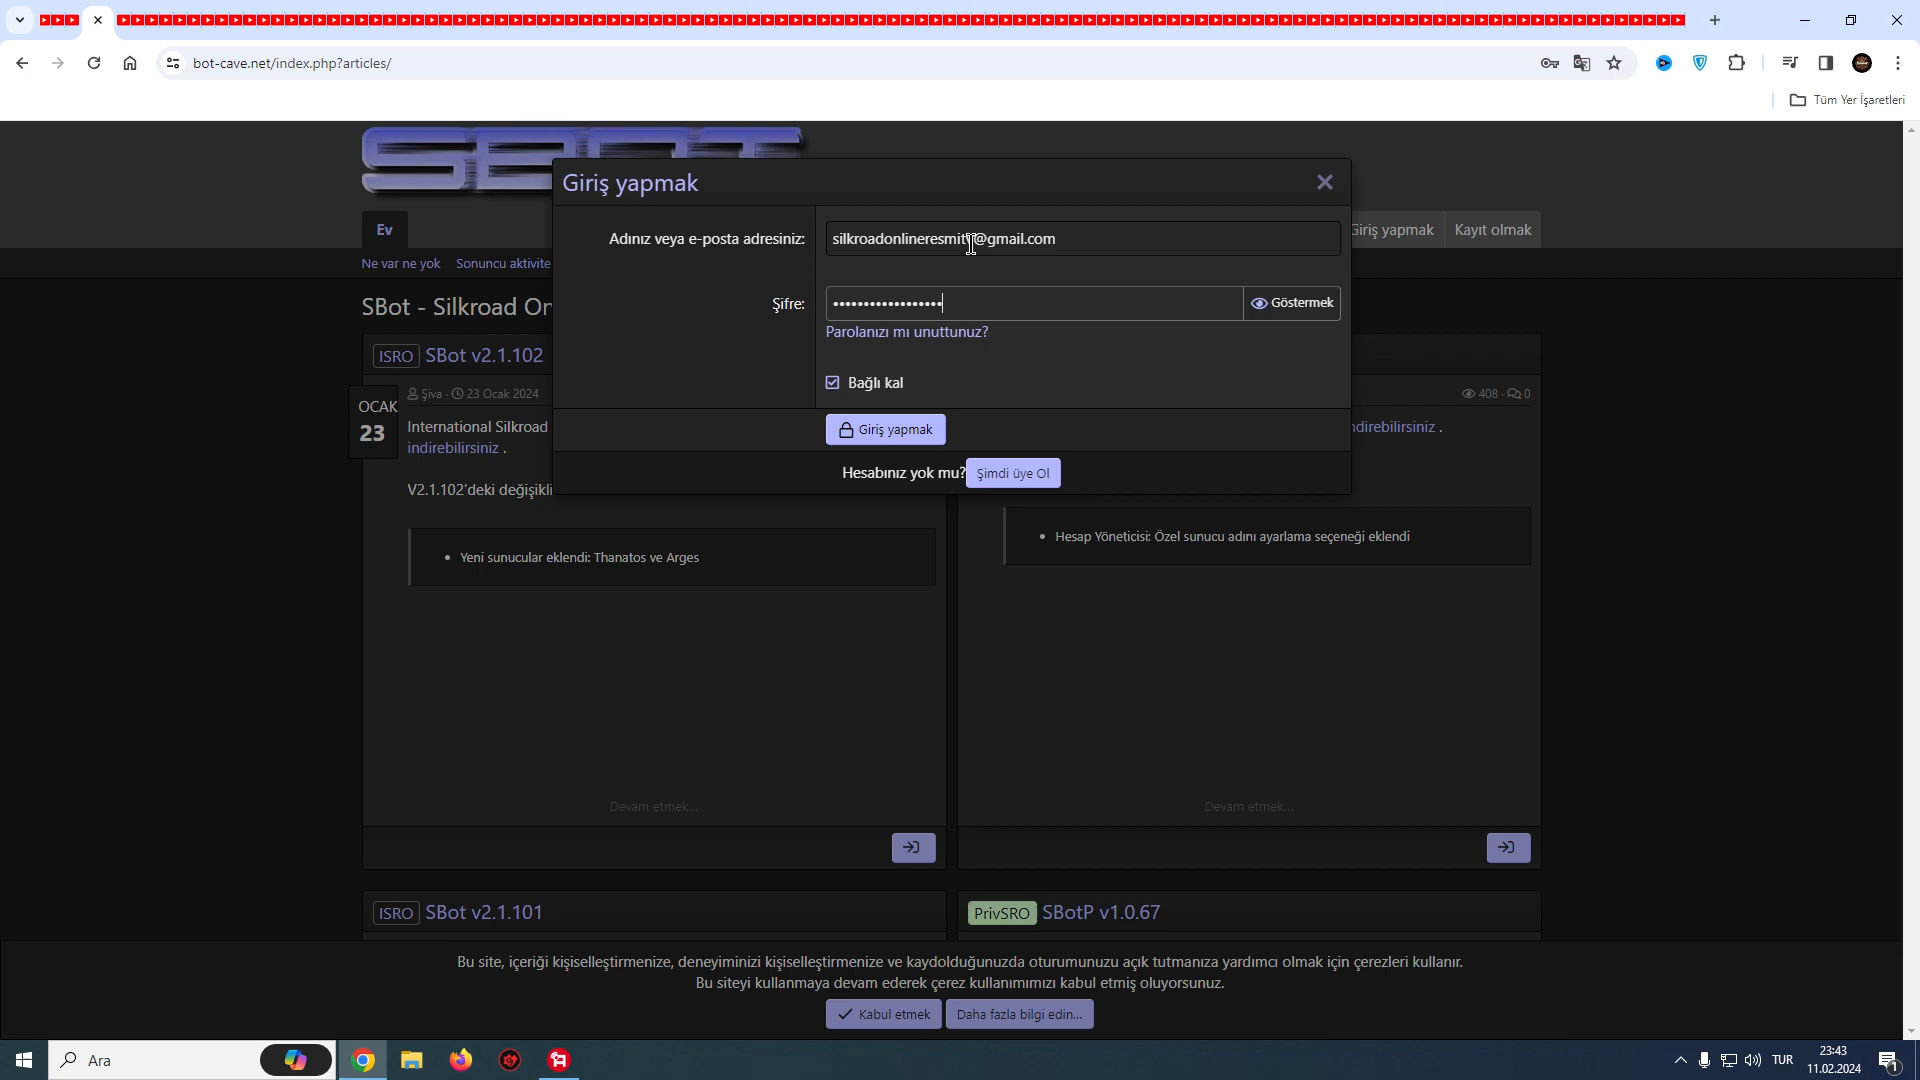 bot-cave.net/index.php?articles/
Tüm Yer İşaretleri
SBOT
Giriş yapmak
Adınız veya e-posta adresiniz:
Şifre:
••••••••••••••••••
Göstermek
Parolanızı mı unuttunuz?
Bağlı kal
Giriş yapmak
Hesabınız yok mu?
Şimdi üye Ol
Ev
Giriş yapmak
Kayıt olmak
Ne var ne yok
Sonuncu aktivite
SBot - Silkroad On
ISRO
SBot v2.1.102
Şiva · 23 Ocak 2024
OCAK
23
International Silkroad
indirebilirsiniz .
V2.1.102'deki değişikli
• Yeni sunucular eklendi: Thanatos ve Arges
Devam etmek...
408 · 0
ndirebilirsiniz .
• Hesap Yöneticisi: Özel sunucu adını ayarlama seçeneği eklendi
Devam etmek...
ISRO
SBot v2.1.101
PrivSRO
SBotP v1.0.67
Bu site, içeriği kişiselleştirmenize, deneyiminizi kişiselleştirmenize ve kaydolduğunuzda oturumunuzu açık tutmanıza yardımcı olmak için çerezleri kullanır.
Bu siteyi kullanmaya devam ederek çerez kullanımımızı kabul etmiş oluyorsunuz.
Kabul etmek
Daha fazla bilgi edin...
Ara
TUR
23:43
11.02.2024
1